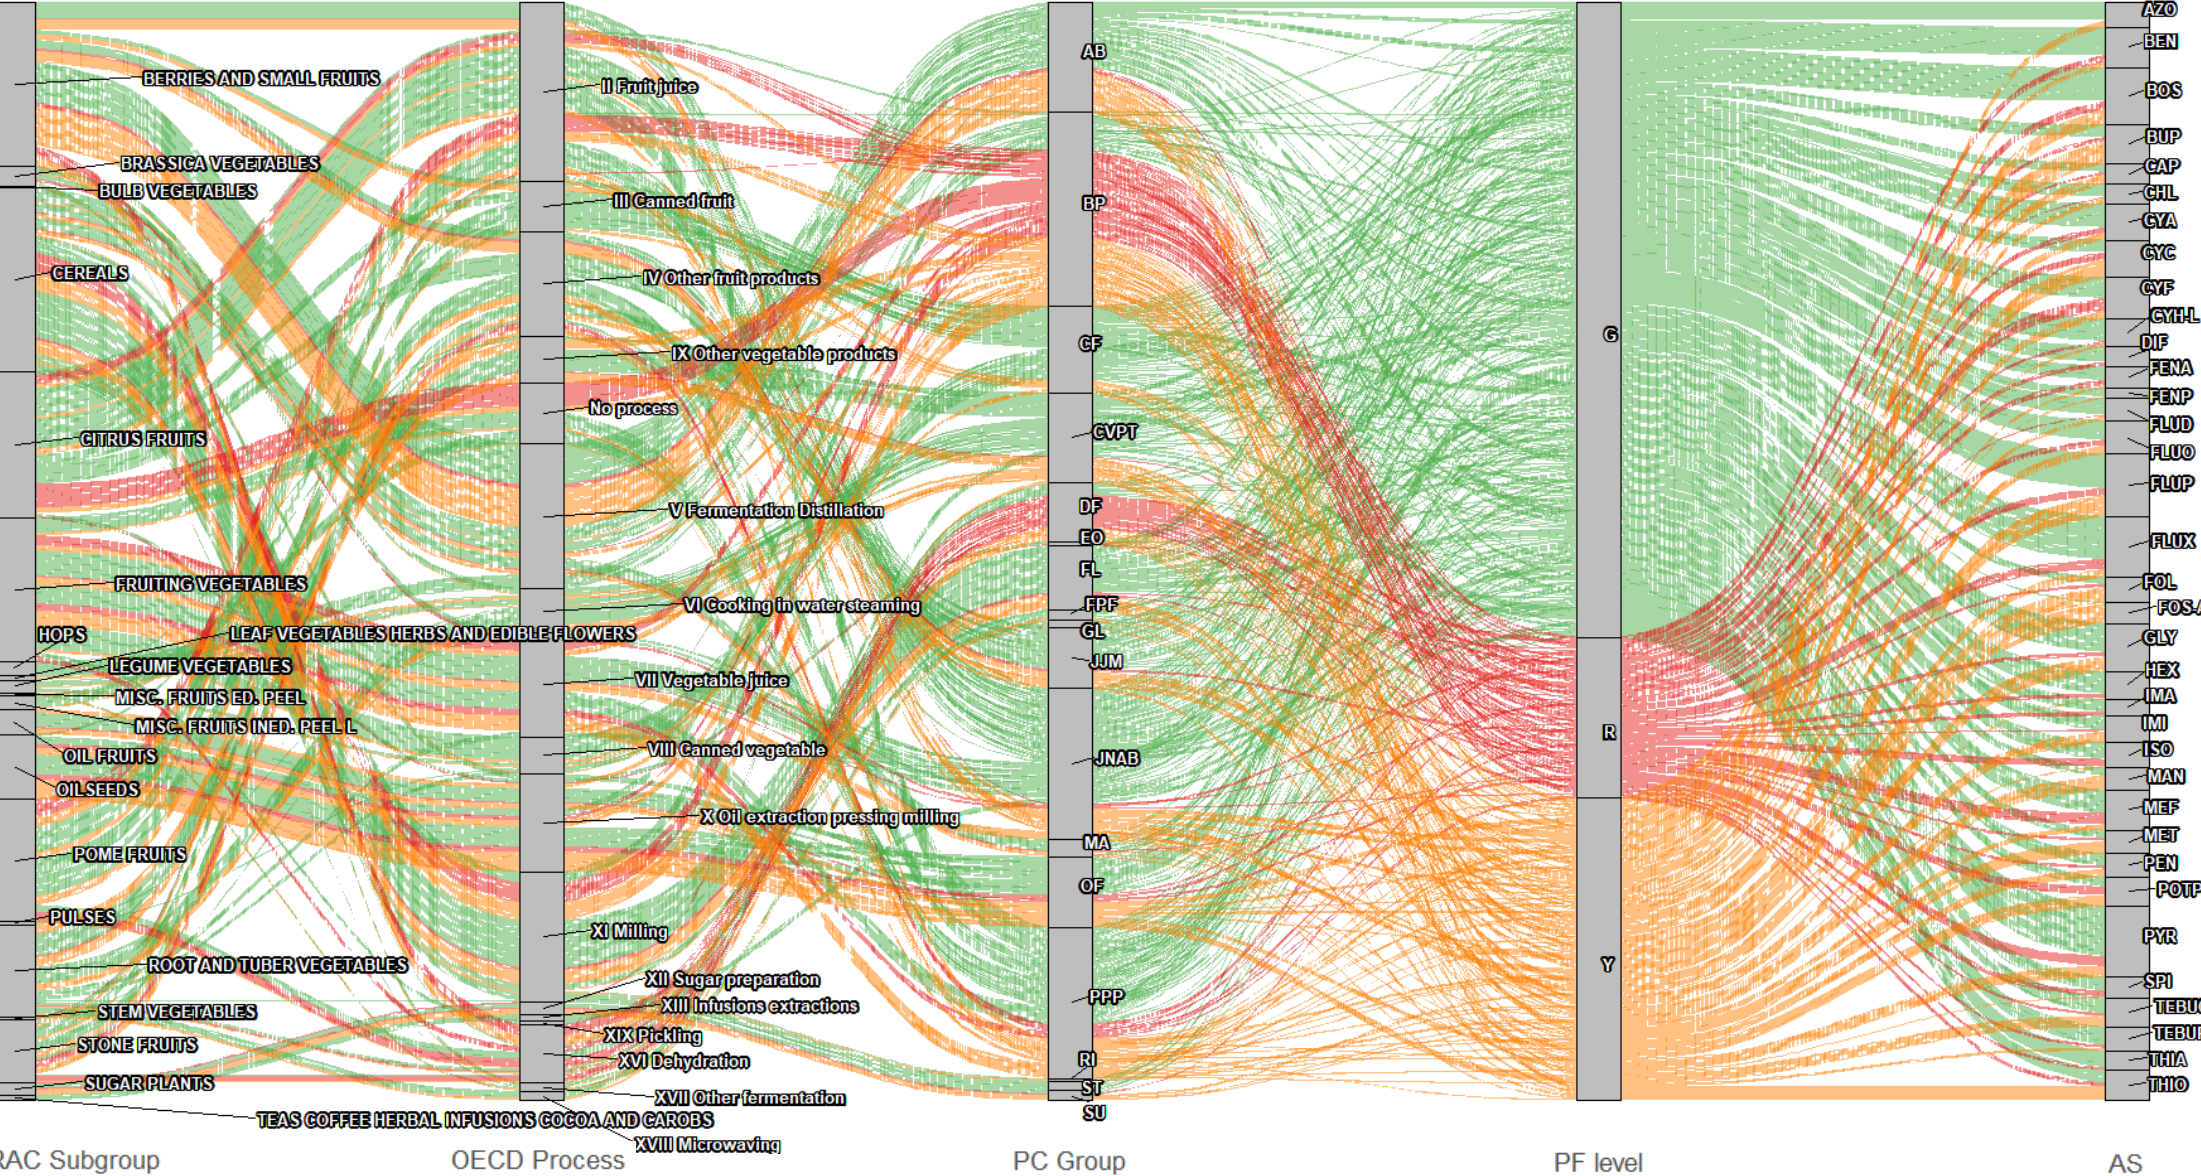 BERRIES AND SMALL FRUITS
BRASSICA VEGETABLES
BULB VEGETABLES
CEREALS
CITRUS FRUITS
FRUITING VEGETABLES
HOPS
LEAF VEGETABLES HERBS AND EDIBLE FLOWERS
LEGUME VEGETABLES
MISC. FRUITS ED. PEEL
MISC. FRUITS INED. PEEL L
OIL FRUITS
OILSEEDS
POME FRUITS
PULSES
ROOT AND TUBER VEGETABLES
STEM VEGETABLES
STONE FRUITS
SUGAR PLANTS
TEAS COFFEE HERBAL INFUSIONS COCOA AND CAROBS
II Fruit juice
III Canned fruit
IV Other fruit products
IX Other vegetable products
No process
V Fermentation Distillation
VI Cooking in water steaming
VII Vegetable juice
VIII Canned vegetable
X Oil extraction pressing milling
XI Milling
XII Sugar preparation
XIII Infusions extractions
XIX Pickling
XVI Dehydration
XVII Other fermentation
XVIII Microwaving
AB
BP
CF
CVPT
DF
EO
FL
FPF
GL
JJM
JNAB
MA
OF
PPP
RI
ST
SU
G
R
Y
AZO
BEN
BOS
BUP
CAP
CHL
CYA
CYC
CYF
CYH-L
DIF
FENA
FENP
FLUD
FLUO
FLUP
FLUX
FOL
FOS-A
GLY
HEX
IMA
IMI
ISO
MAN
MEF
MET
PEN
POTP
PYR
SPI
TEBU
TEBU
THIA
THIO
RAC Subgroup
OECD Process
PC Group
PF level
AS